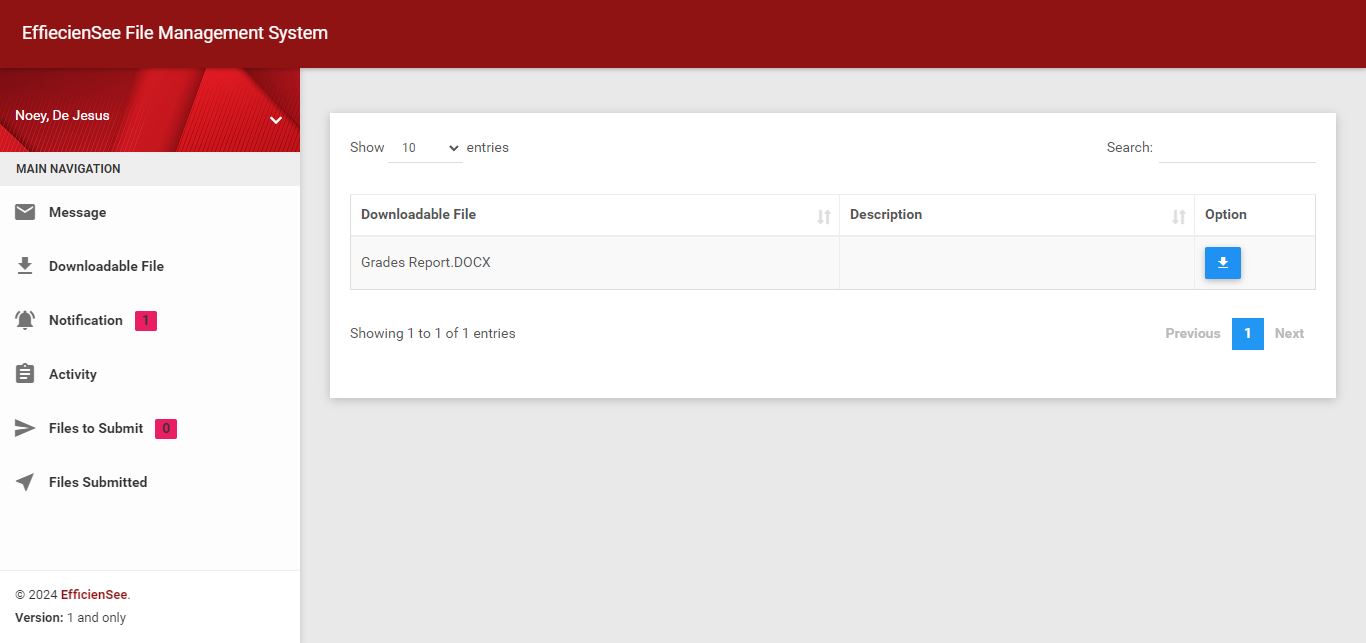 EffiecienSee File Management System
Noey, De Jesus
MAIN NAVIGATION
Message
Downloadable File
Notification 1
Activity
Files to Submit 0
Files Submitted
© 2024 EfficienSee.
Version: 1 and only
Show 10 entries
Search:
Downloadable File Description Option
Grades Report.DOCX
Showing 1 to 1 of 1 entries
Previous 1 Next